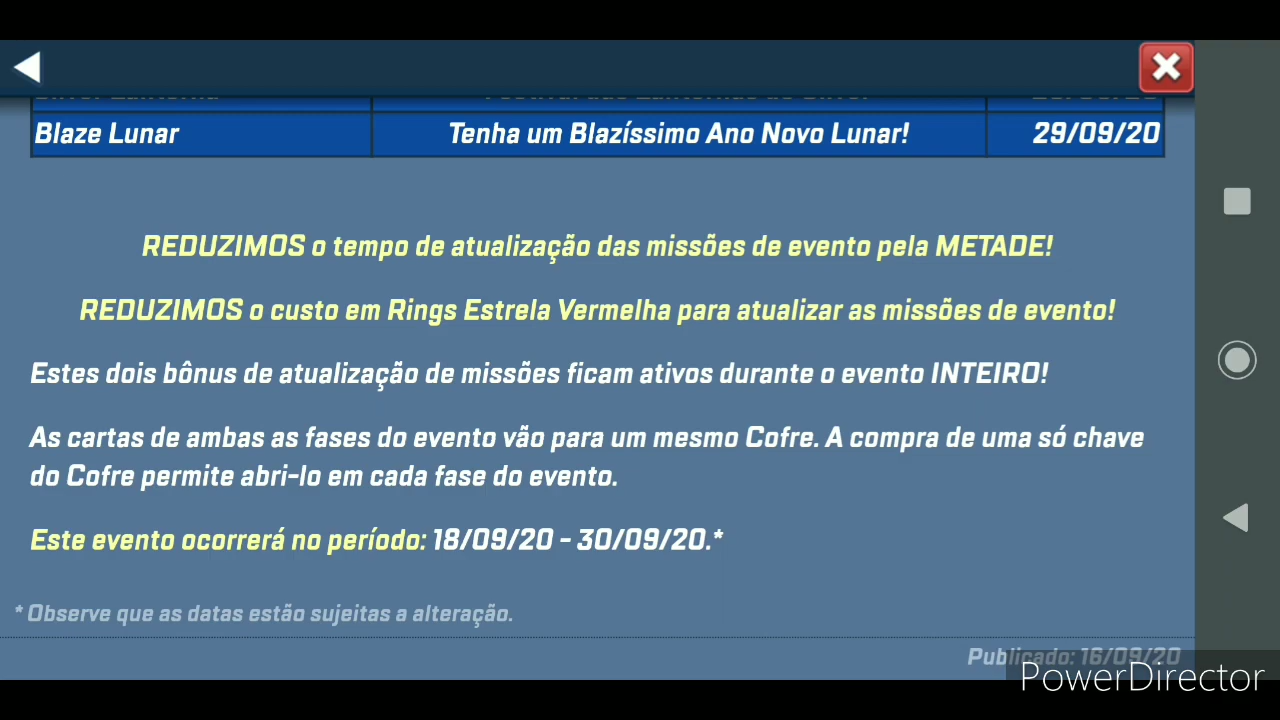 Blaze Lunar Tenha um Blazíssimo Ano Novo Lunar! 29/09/20
REDUZIMOS o tempo de atualização das missões de evento pela METADE!
REDUZIMOS o custo em Rings Estrela Vermelha para atualizar as missões de evento!
Estes dois bônus de atualização de missões ficam ativos durante o evento INTEIRO!
As cartas de ambas as fases do evento vão para um mesmo Cofre. A compra de uma só chave
do Cofre permite abri-lo em cada fase do evento.
Este evento ocorrerá no período: 18/09/20 - 30/09/20.*
* Observe que as datas estão sujeitas a alteração.
Publicado: 16/09/20
PowerDirector